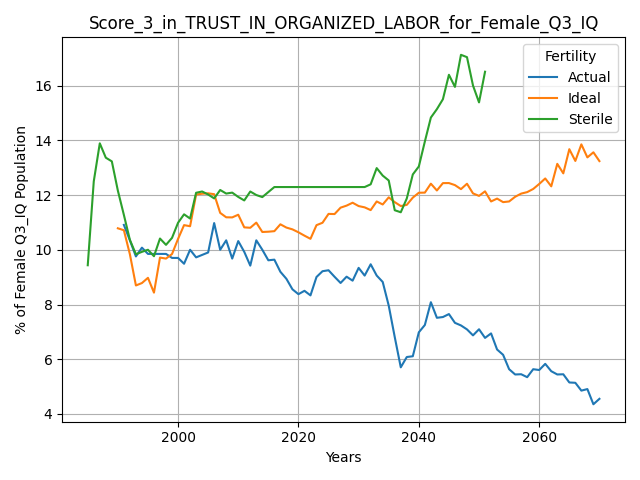 Score_3_in_TRUST_IN_ORGANIZED_LABOR_for_Female_Q3_IQ
Fertility
Actual
Ideal
Sterile
% of Female Q3_IQ Population
16
14
12
10
8
6
4
2000
2020
2040
2060
Years